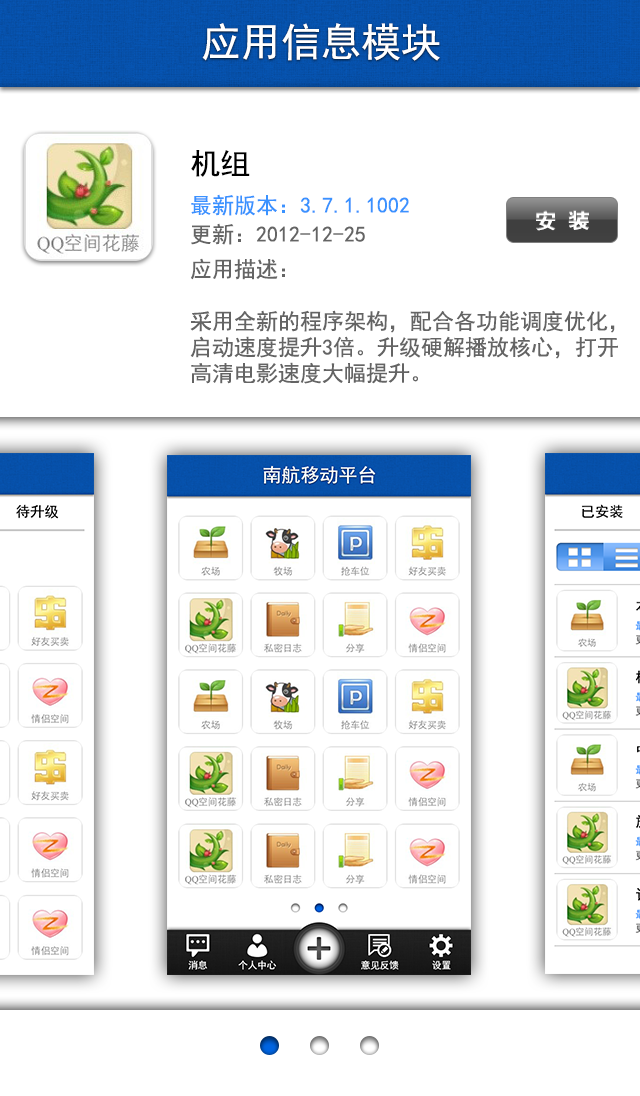 应用信息模块
QQ空间花藤
机组
最新版本：3.7.1.1002
更新：2012-12-25
应用描述：
安 装
采用全新的程序架构，配合各功能调度优化，
启动速度提升3倍。升级硬解播放核心，打开
高清电影速度大幅提升。
待升级
好友买卖
情侣空间
好友买卖
情侣空间
情侣空间
南航移动平台
农场 牧场 抢车位 好友买卖
QQ空间花藤 私密日志 分享 情侣空间
农场 牧场 抢车位 好友买卖
QQ空间花藤 私密日志 分享 情侣空间
QQ空间花藤 私密日志 分享 情侣空间
消息 个人中心 意见反馈 设置
已安装
农场
QQ空间花藤
农场
QQ空间花藤
QQ空间花藤